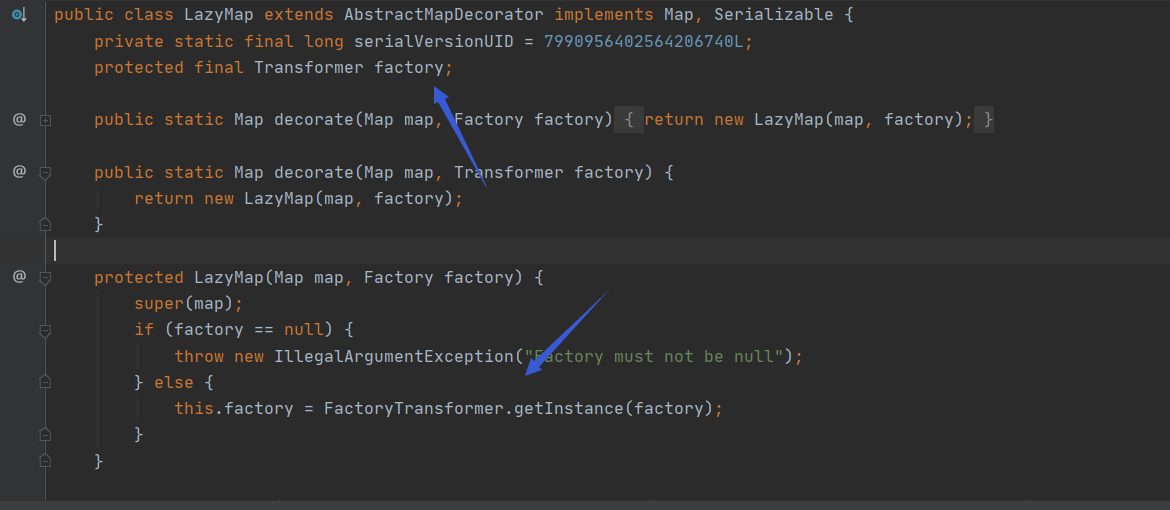 public class LazyMap extends AbstractMapDecorator implements Map, Serializable {
private static final long serialVersionUID = 7990956402564206740L;
protected final Transformer factory;
@ public static Map decorate(Map map, Factory factory) { return new LazyMap(map, factory); }
@ public static Map decorate(Map map, Transformer factory) {
return new LazyMap(map, factory);
}
@ protected LazyMap(Map map, Factory factory) {
super(map);
if (factory == null) {
throw new IllegalArgumentException("Factory must not be null");
} else {
this.factory = FactoryTransformer.getInstance(factory);
}
}